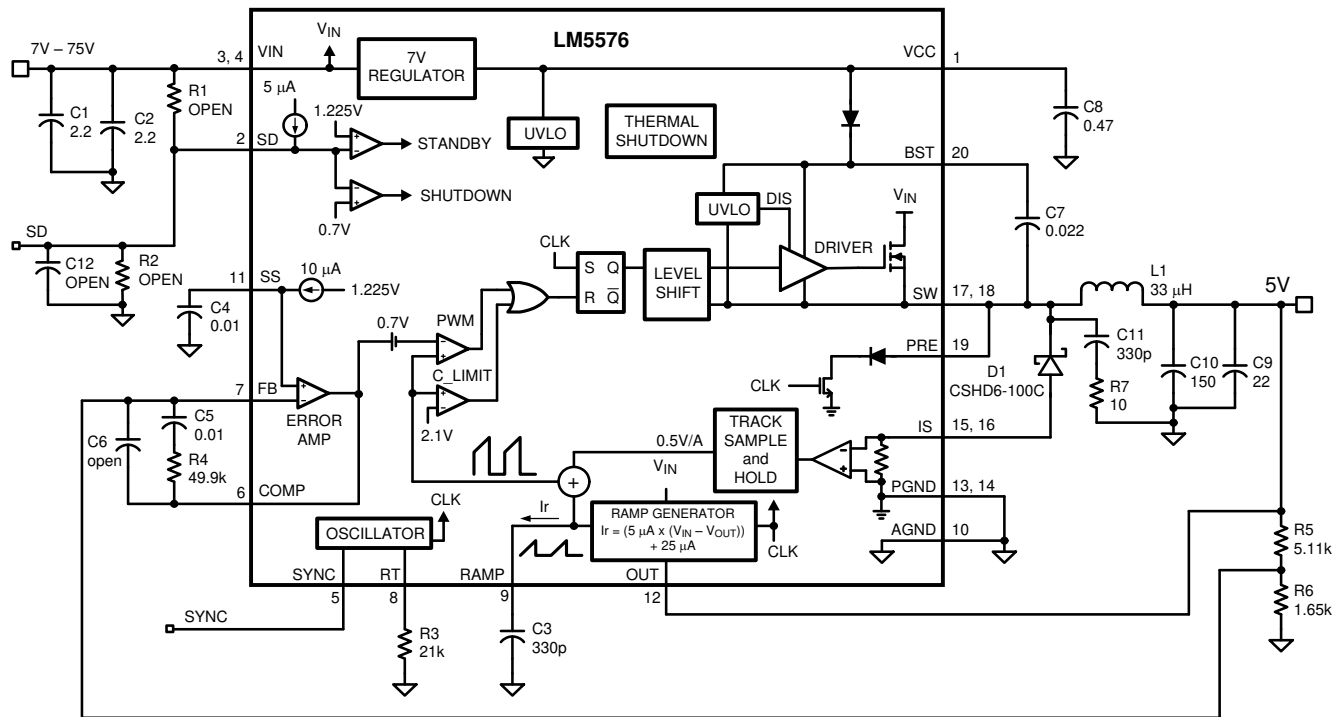 LM5576
7V – 75V
3, 4
VIN
VIN
7V
REGULATOR
VCC
1
R1
OPEN
5 µA
1.225V
C1
2.2
C2
2.2
UVLO
THERMAL
SHUTDOWN
C8
0.47
2
SD
STANDBY
SHUTDOWN
0.7V
BST
20
UVLO
DIS
VIN
C7
0.022
SD
C12
OPEN
R2
OPEN
CLK
DRIVER
11
SS
10 µA
1.225V
S
Q
R
Q
LEVEL
SHIFT
SW
17, 18
L1
33 µH
5V
C4
0.01
0.7V
PWM
PRE
19
C11
330p
C10
150
C9
22
7
FB
C_LIMIT
CLK
D1
CSHD6-100C
R7
10
C5
0.01
ERROR
AMP
2.1V
C6
open
R4
49.9k
0.5V/A
TRACK
SAMPLE
and
HOLD
IS
15, 16
VIN
6
COMP
CLK
PGND
13, 14
Ir
RAMP GENERATOR
Ir = (5 µA x (VIN – VOUT))
+ 25 µA
CLK
AGND
10
OSCILLATOR
R5
5.11k
SYNC
RT
RAMP
OUT
5
8
9
12
R6
1.65k
SYNC
R3
21k
C3
330p